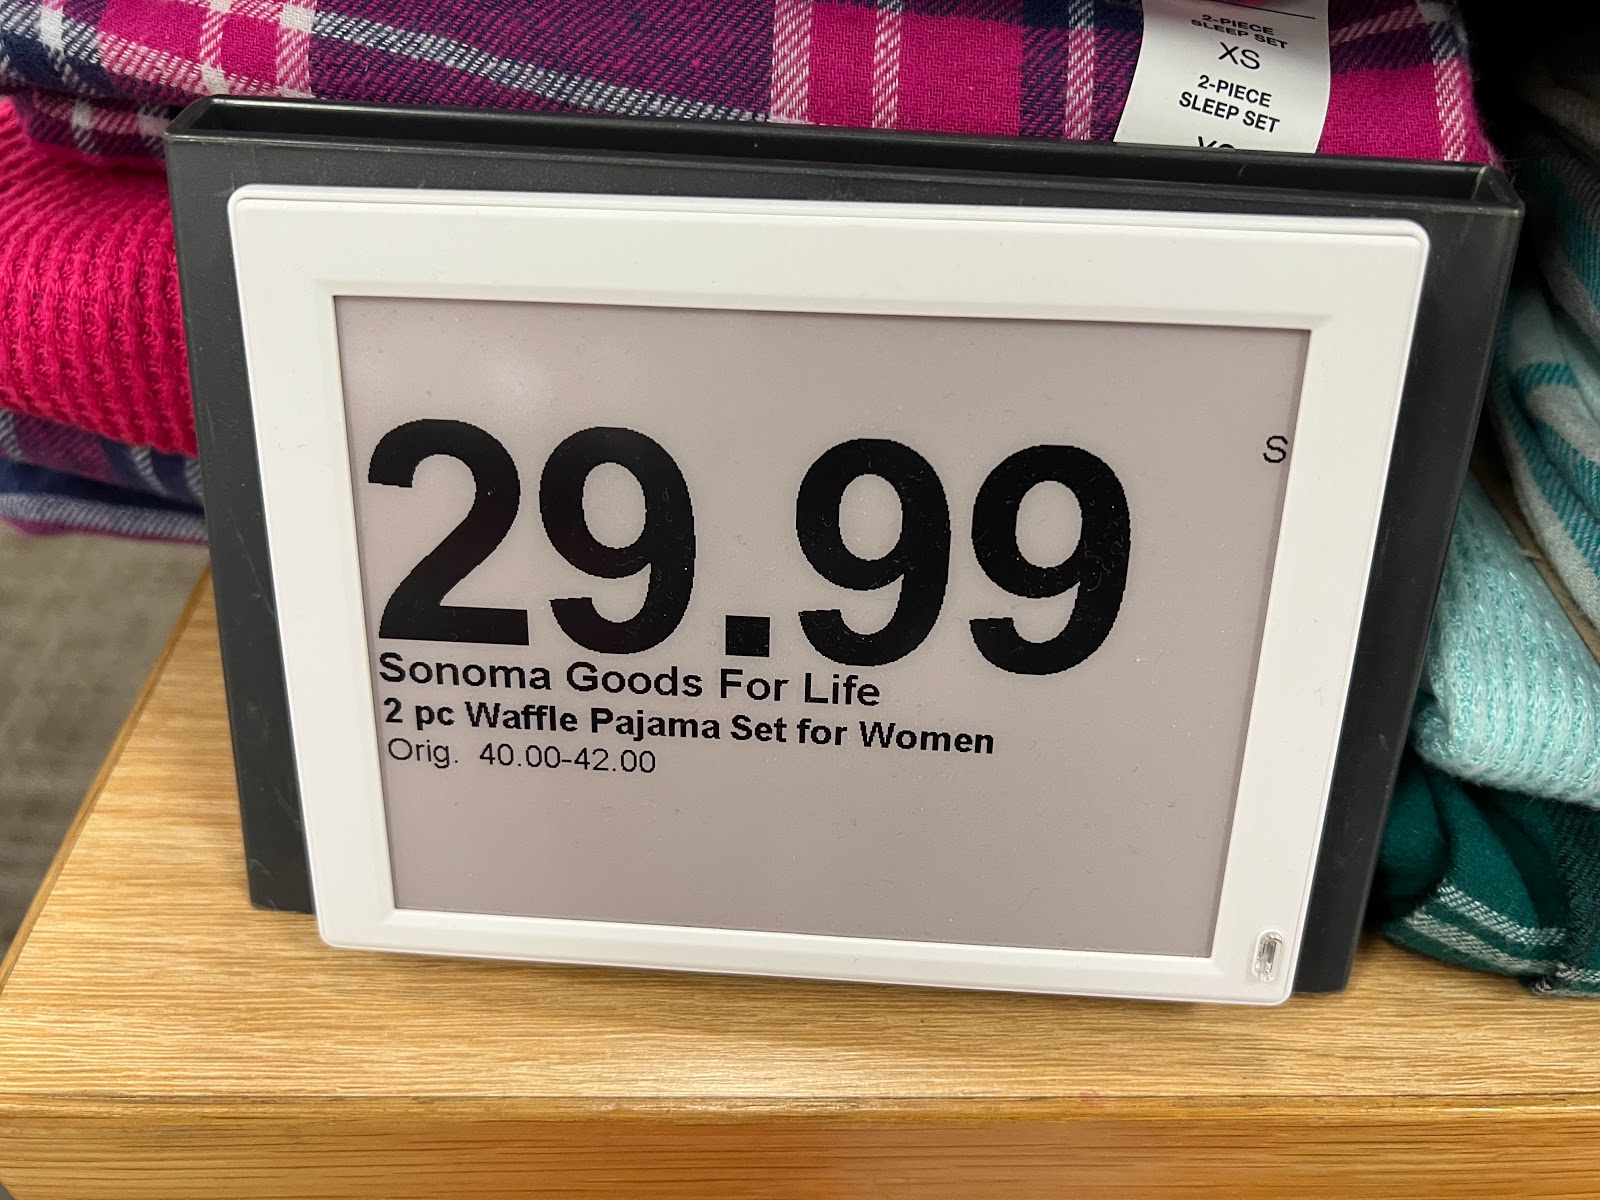 2-PIECE
SLEEP SET
XS
2-PIECE
SLEEP SET
S
29.99
Sonoma Goods For Life
2 pc Waffle Pajama Set for Women
Orig. 40.00-42.00